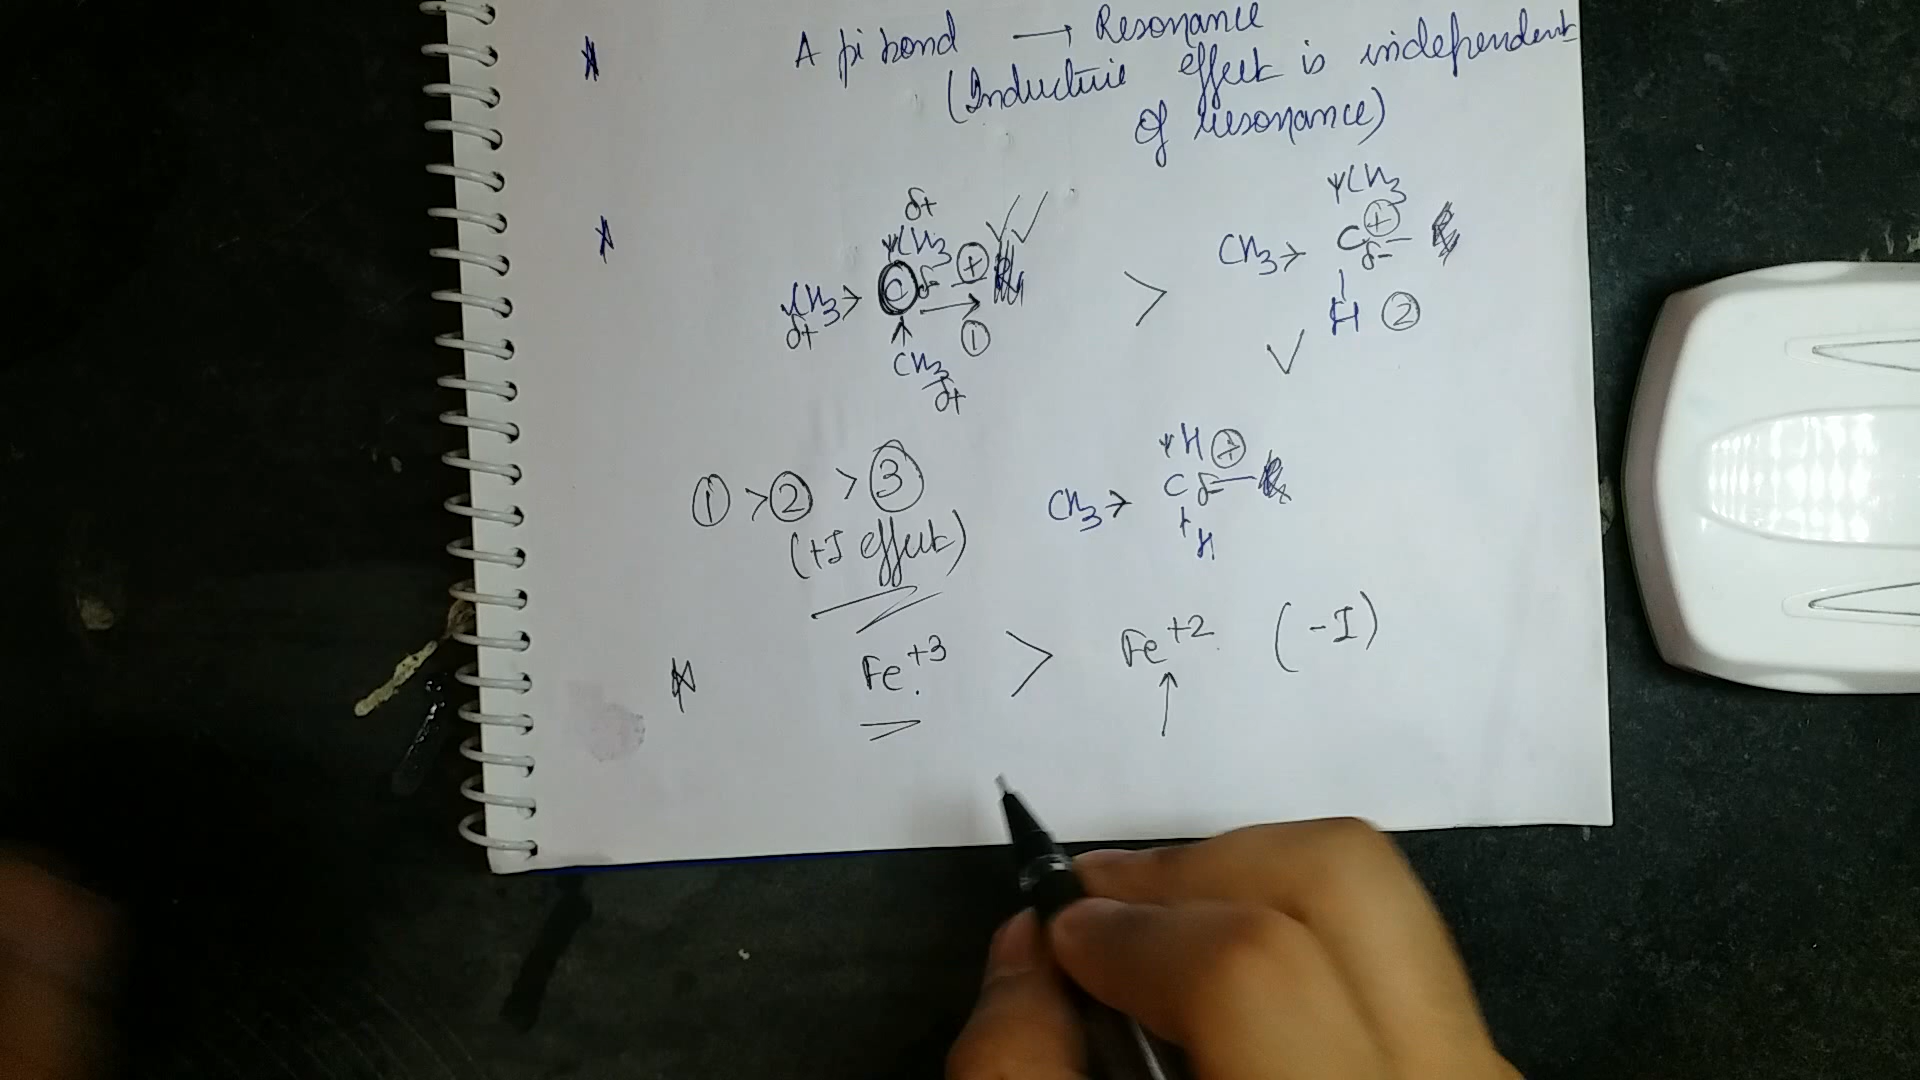 A pi bond → Resonance
(Inductive effect is independent
of resonance)
δ+
CH3
CH3 > C δ- — ⊕
δ+
①
CH3
δ+
>
CH3
CH3 > C ⊕
δ-
H ②
① > ② > ③
(+I effect)
H ⊕
CH3 > C δ-
H
Fe+3 > Fe+2 (-I)